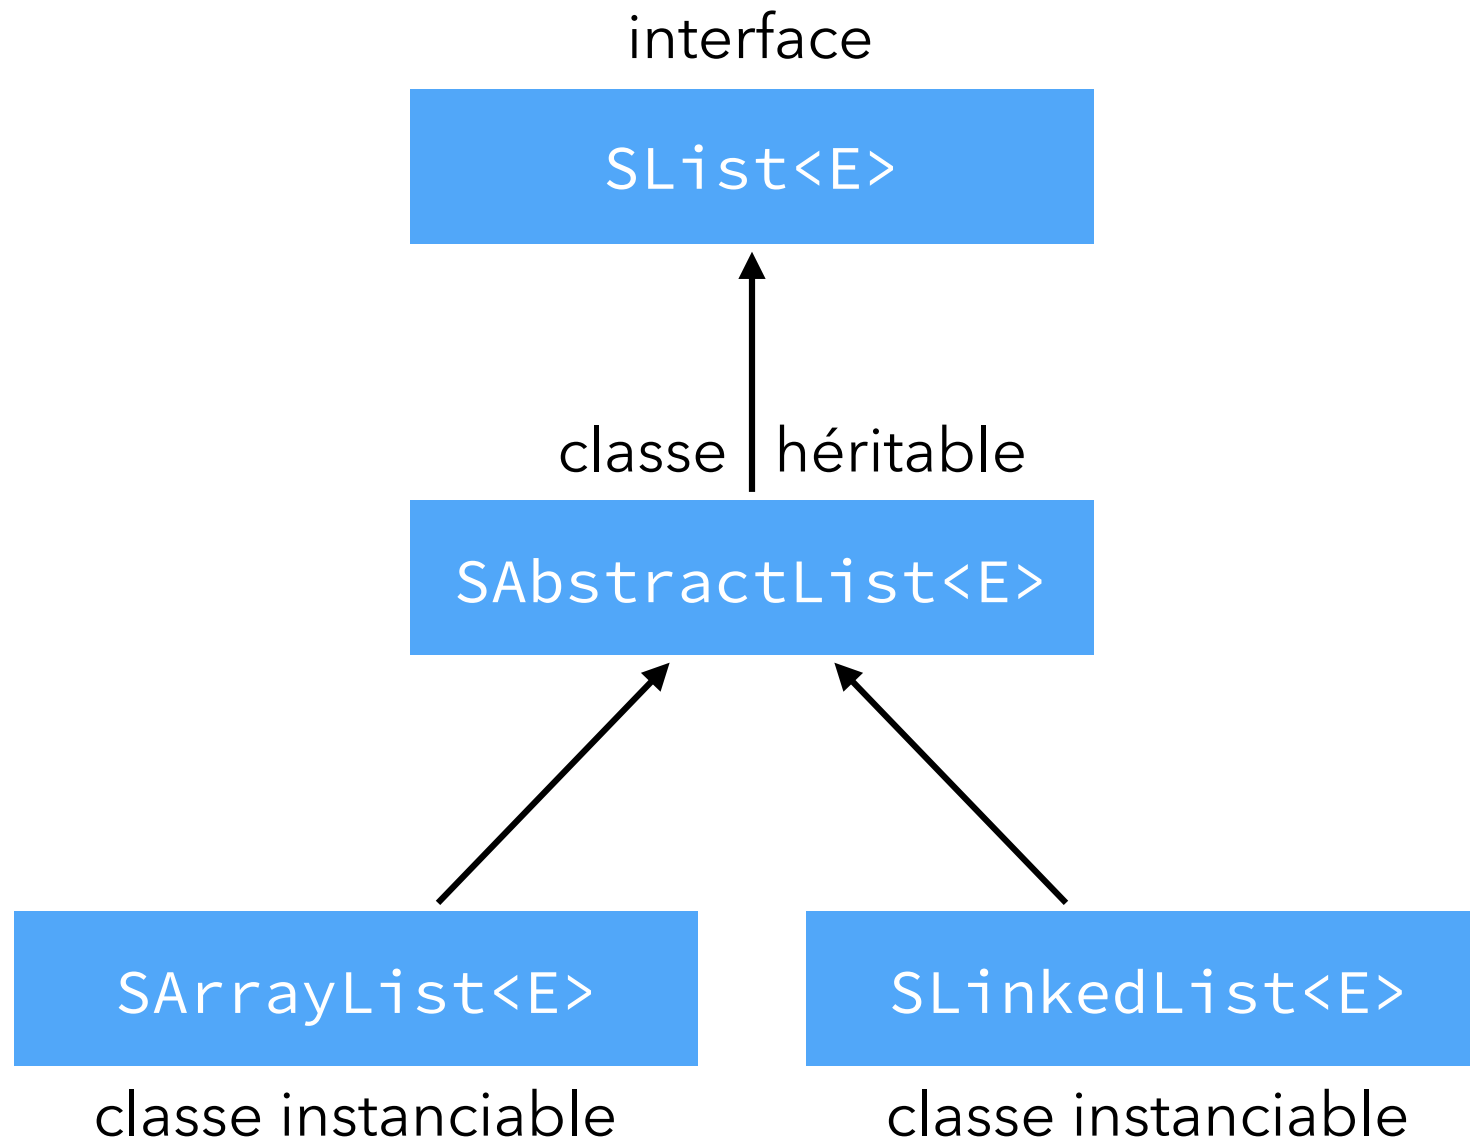 interface
SList<E>
classe héritable
SAbstractList<E>
SArrayList<E>
SLinkedList<E>
classe instanciable
classe instanciable